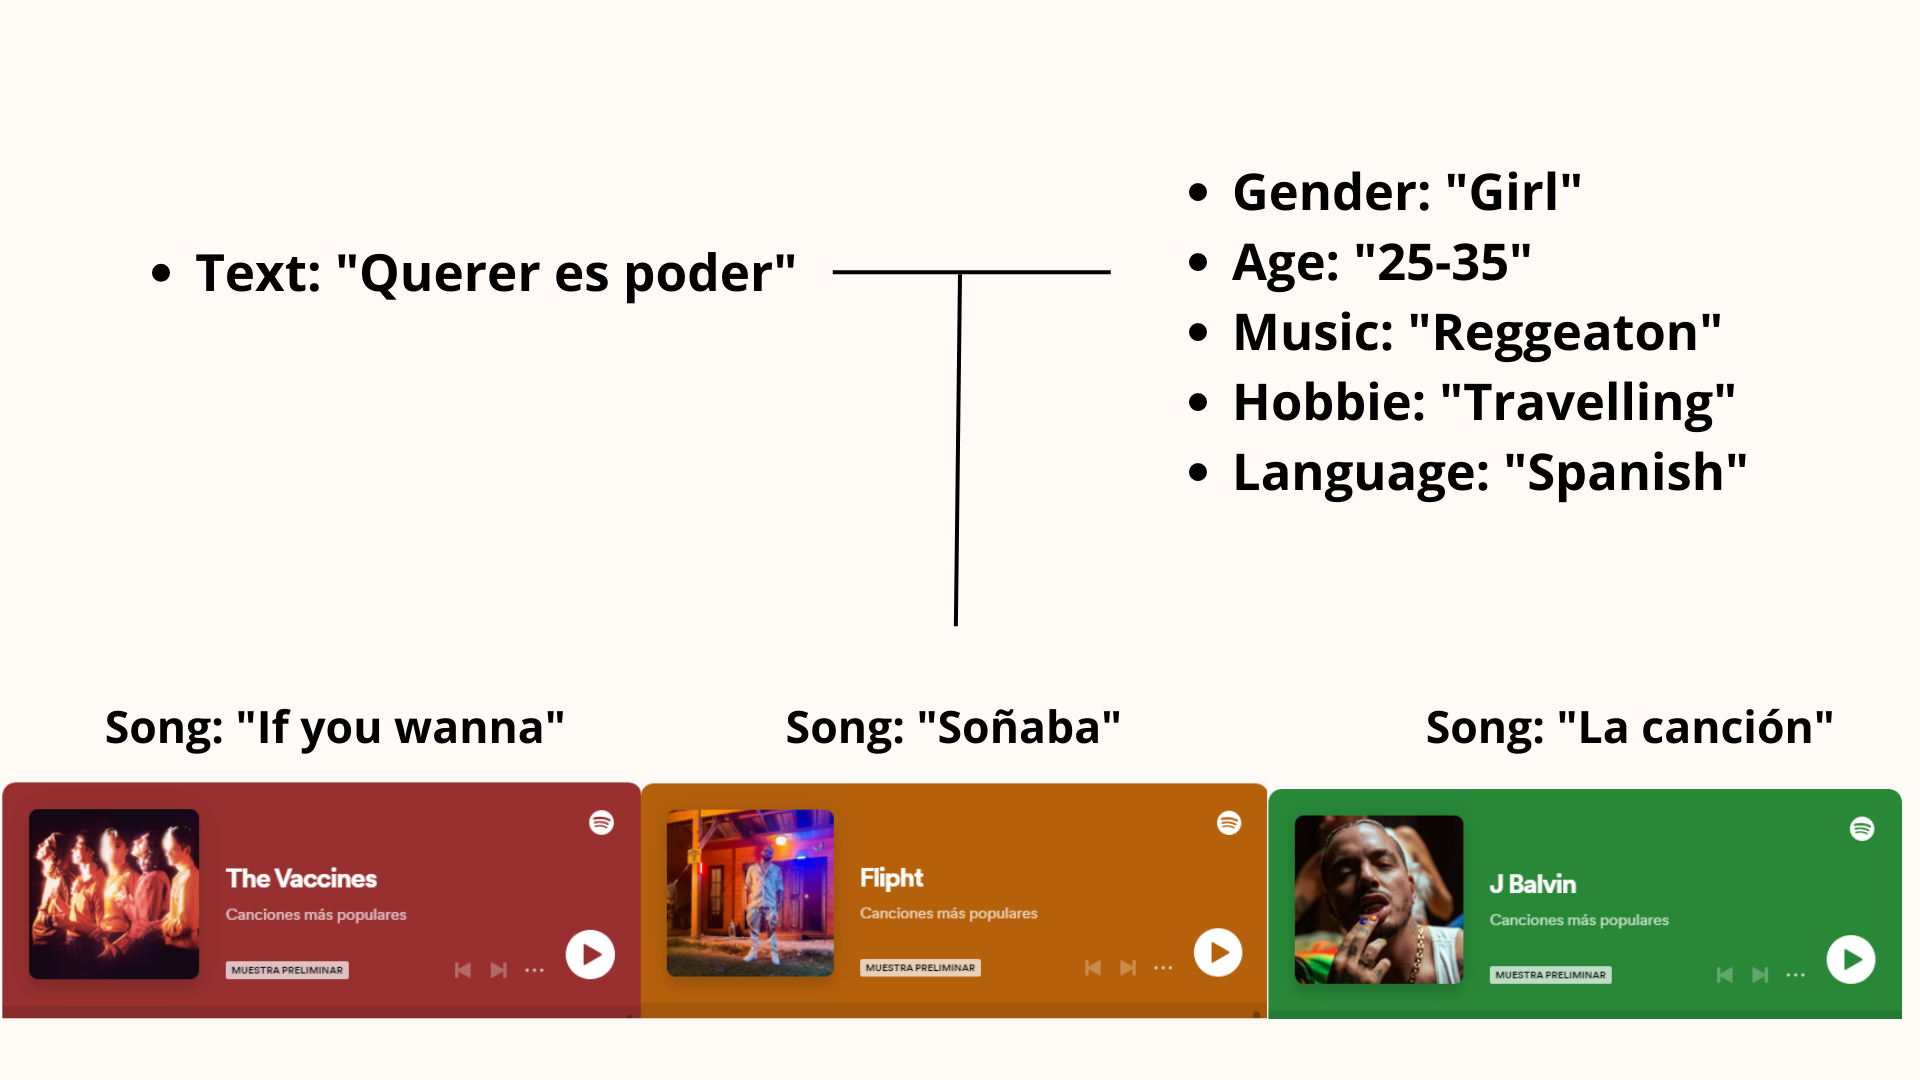 Text: "Querer es poder"
Gender: "Girl"
Age: "25-35"
Music: "Reggeaton"
Hobbie: "Travelling"
Language: "Spanish"
Song: "If you wanna"
The Vaccines
Canciones más populares
MUESTRA PRELIMINAR
Song: "Soñaba"
Flipht
Canciones más populares
MUESTRA PRELIMINAR
Song: "La canción"
J Balvin
Canciones más populares
MUESTRA PRELIMINAR